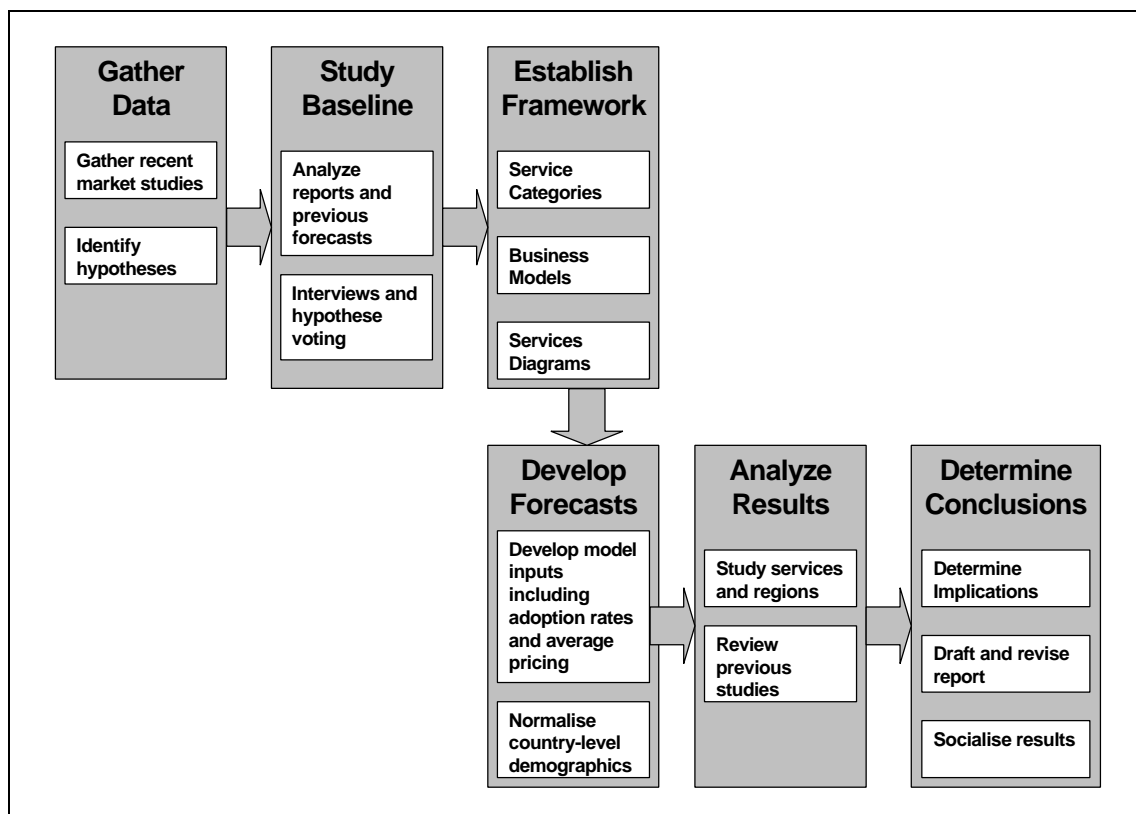 Gather
Data
Gather recent
market studies
Identify
hypotheses
Study
Baseline
Analyze
reports and
previous
forecasts
Interviews and
hypothese
voting
Establish
Framework
Service
Categories
Business
Models
Services
Diagrams
Develop
Forecasts
Develop model
inputs
including
adoption rates
and average
pricing
Normalise
country-level
demographics
Analyze
Results
Study services
and regions
Review
previous
studies
Determine
Conclusions
Determine
Implications
Draft and revise
report
Socialise results